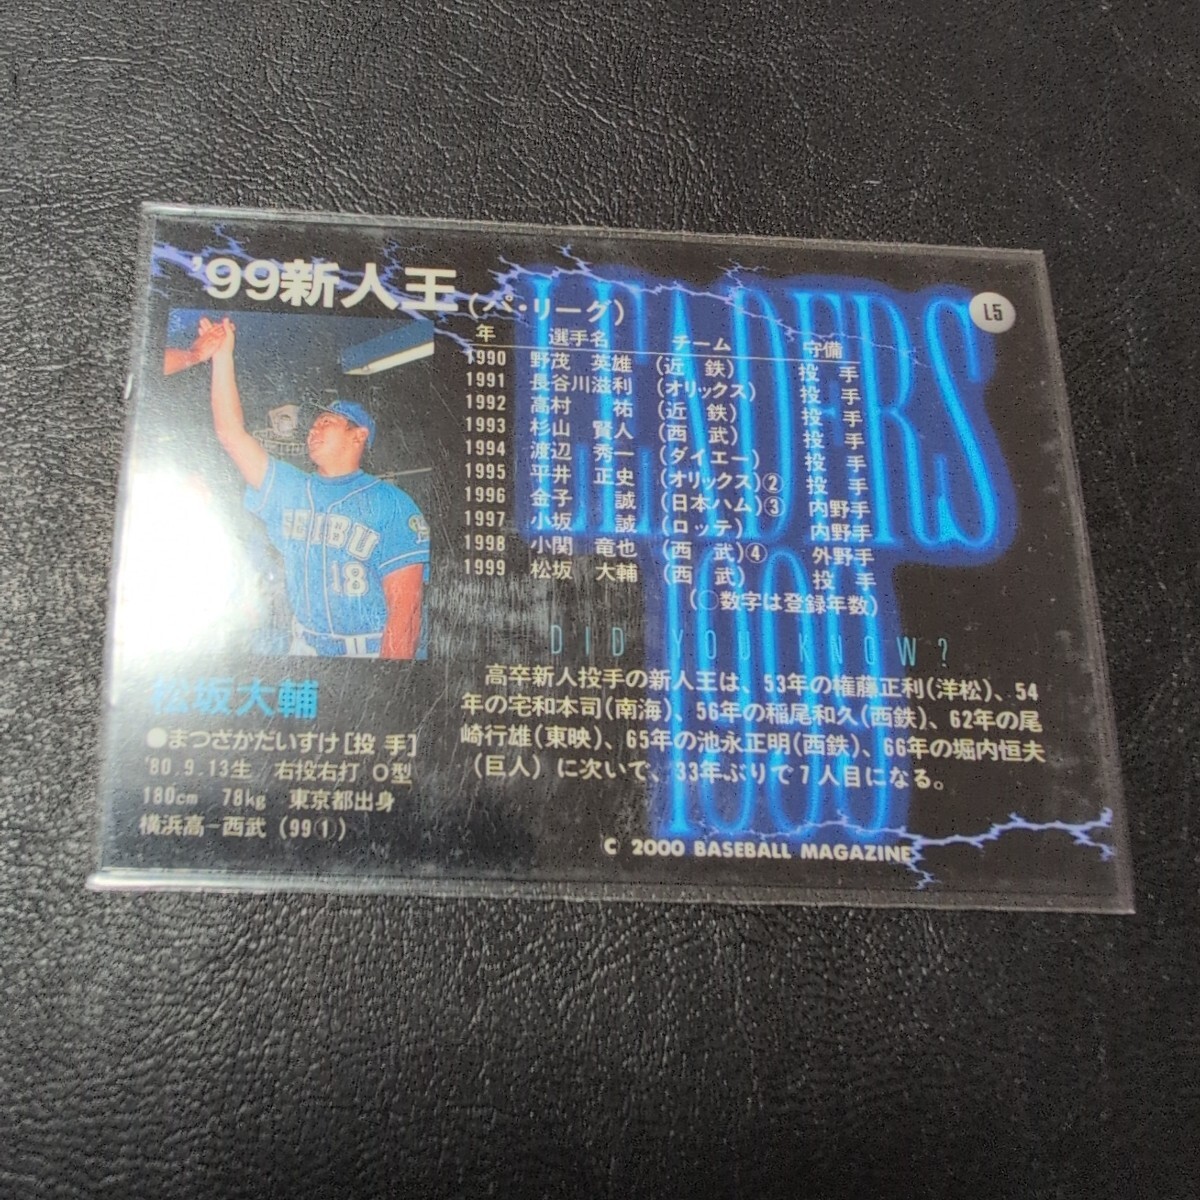 '99新人王(パ・リーグ)
L5
LEADERS
1999
年 選手名 チーム 守備
1990 野茂 英雄 (近 鉄) 投 手
1991 長谷川滋利 (オリックス) 投 手
1992 高村 祐 (近 鉄) 投 手
1993 杉山 賢人 (西 武) 投 手
1994 渡辺 秀一 (ダイエー) 投 手
1995 平井 正史 (オリックス)② 投 手
1996 金子 誠 (日本ハム)③ 内野手
1997 小坂 誠 (ロッテ) 内野手
1998 小関 竜也 (西 武)④ 外野手
1999 松坂 大輔 (西 武) 投 手
(○数字は登録年数)
SEIBU
18
松坂大輔
●まつざかだいすけ[投 手]
'80.9.13生 右投右打 O型
180cm 78kg 東京都出身
横浜高－西武 (99①)
DID YOU KNOW?
高卒新人投手の新人王は、53年の権藤正利(洋松)、54
年の宅和本司(南海)、56年の稲尾和久(西鉄)、62年の尾
崎行雄(東映)、65年の池永正明(西鉄)、66年の堀内恒夫
(巨人) に次いで、33年ぶりで7人目になる。
C 2000 BASEBALL MAGAZINE